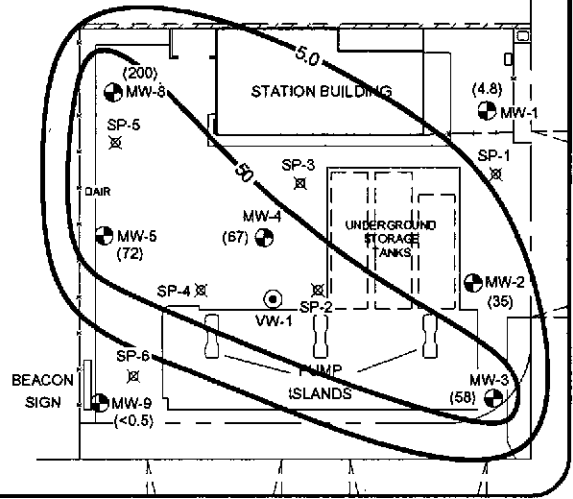 5.0
(200)
MW-8
STATION BUILDING
(4.8)
MW-1
SP-5
50
SP-3
SP-1
AIR
MW-4
(67)
UNDERGROUND
STORAGE
TANKS
MW-5
(72)
MW-2
(35)
SP-4
VW-1
SP-2
SP-6
PUMP
ISLANDS
BEACON
SIGN
MW-3
(58)
MW-9
(<0.5)